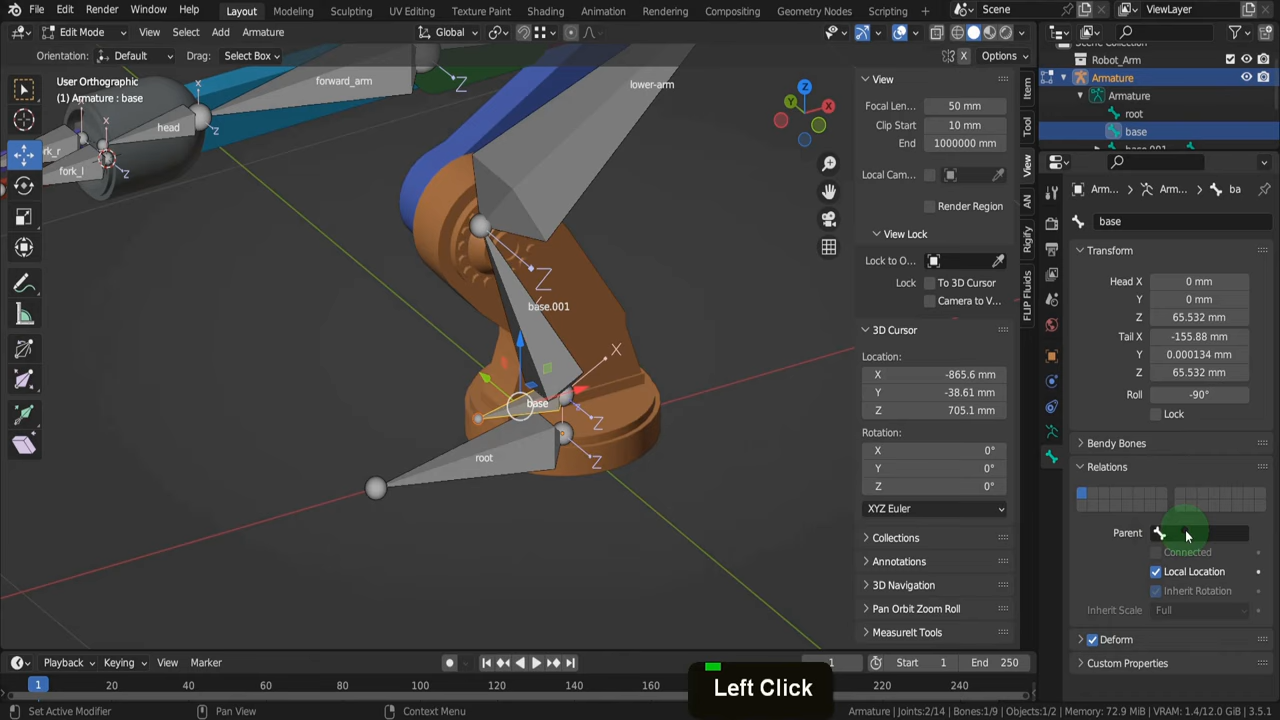 File Edit Render Window Help
Layout Modeling Sculpting UV Editing Texture Paint Shading Animation Rendering Compositing Geometry Nodes Scripting
Scene
ViewLayer
Edit Mode View Select Add Armature
Global
Orientation: Default Drag: Select Box
Options
User Orthographic
(1) Armature : base
forward_arm
lower-arm
head
fork_l
base.001
base
root
X
Z
Y
View
Focal Len... 50 mm
Clip Start 10 mm
End 1000000 mm
Local Cam...
Render Region
View Lock
Lock to O...
Lock To 3D Cursor
Camera to V...
3D Cursor
Location:
X -865.6 mm
Y -38.61 mm
Z 705.1 mm
Rotation:
X 0°
Y 0°
Z 0°
XYZ Euler
Collections
Annotations
3D Navigation
Pan Orbit Zoom Roll
MeasureIt Tools
Item
Tool
View
AN
Rigify
FLIP Fluids
Robot_Arm
Armature
Armature
root
base
Arm... Arm... ba
base
Transform
Head X 0 mm
Y 0 mm
Z 65.532 mm
Tail X -155.88 mm
Y 0.000134 mm
Z 65.532 mm
Roll -90°
Lock
Bendy Bones
Relations
Parent
Connected
Local Location
Inherit Rotation
Inherit Scale Full
Deform
Custom Properties
Playback Keying View Marker
1 Start 1 End 250
1 20 40 60 80 100 120 140 160 220 240
Left Click
Set Active Modifier Pan View Context Menu
Armature | Joints:2/14 | Bones:1/9 | Objects:1/2 | Memory: 72.9 MiB | VRAM: 1.4/12.0 GiB | 3.5.1